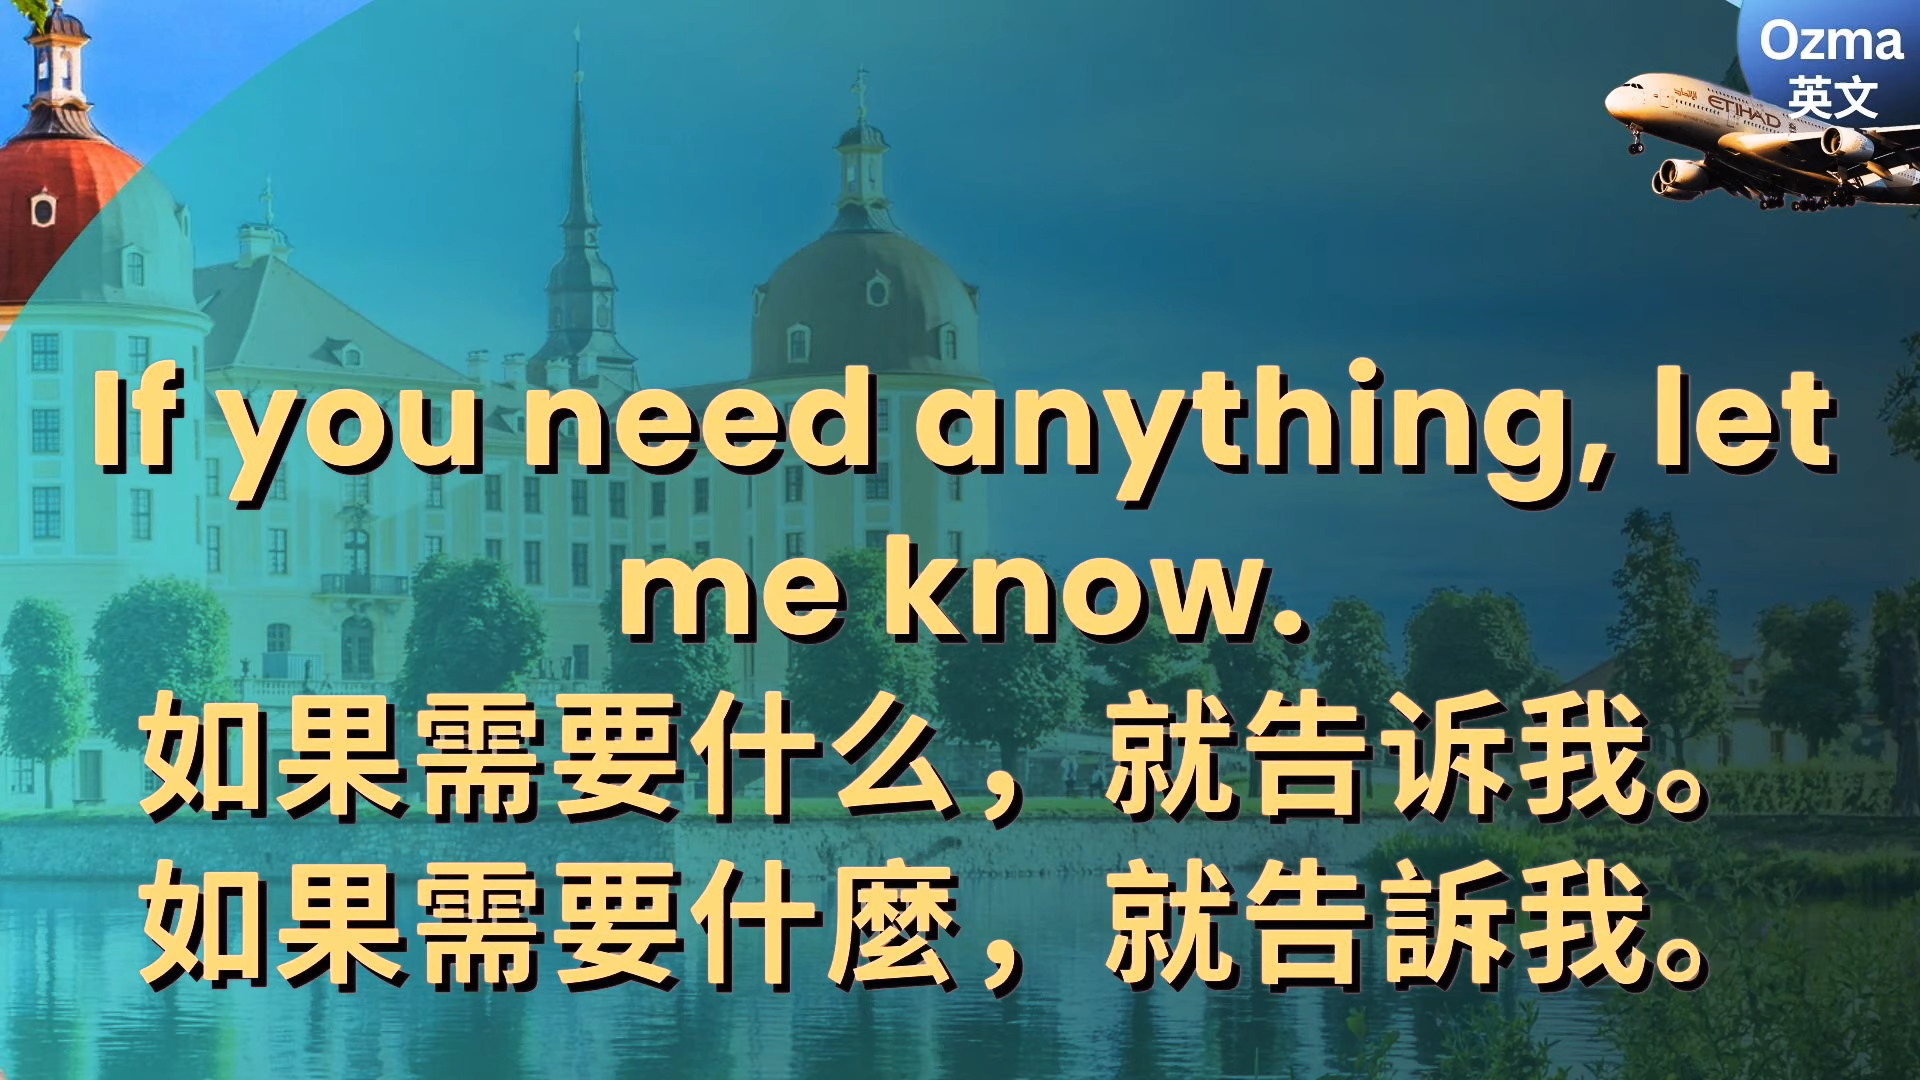 Ozma
英文
ETIHAD
If you need anything, let
me know.
如果需要什么，就告诉我。
如果需要什麼，就告訴我。